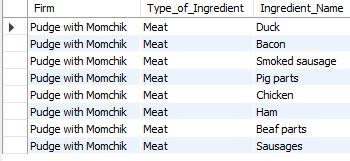 Firm Type_of_Ingredient Ingredient_Name
Pudge with Momchik Meat Duck
Pudge with Momchik Meat Bacon
Pudge with Momchik Meat Smoked sausage
Pudge with Momchik Meat Pig parts
Pudge with Momchik Meat Chicken
Pudge with Momchik Meat Ham
Pudge with Momchik Meat Beaf parts
Pudge with Momchik Meat Sausages